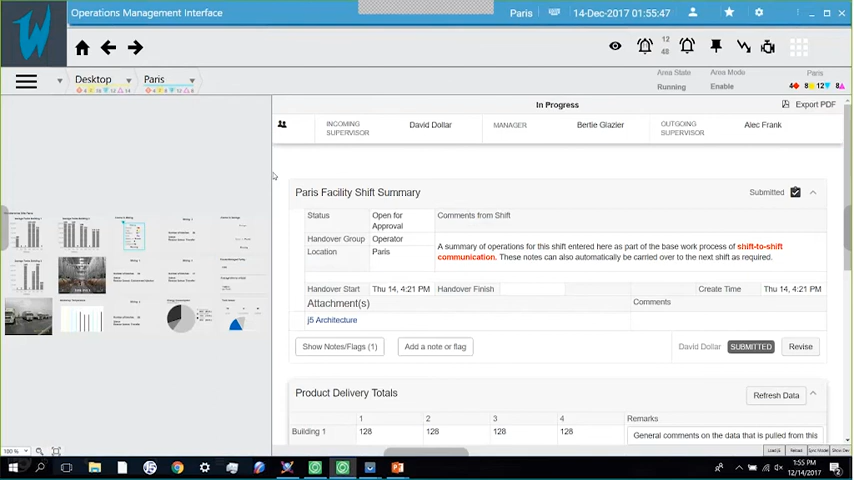 Operations Management Interface
Paris
14-Dec-2017 01:55:47
12
48
Desktop
Paris
Area State
Running
Area Mode
Enable
Paris
In Progress
Export PDF
INCOMING SUPERVISOR
David Dollar
MANAGER
Bertie Glazier
OUTGOING SUPERVISOR
Alec Frank
Paris Facility Shift Summary
Submitted
Status
Open for Approval
Comments from Shift
Handover Group
Operator
A summary of operations for this shift entered here as part of the base work process of shift-to-shift
communication. These notes can also automatically be carried over to the next shift as required.
Location
Paris
Handover Start
Thu 14, 4:21 PM
Handover Finish
Create Time
Thu 14, 4:21 PM
Attachment(s)
Comments
j5 Architecture
Show Notes/Flags (1)
Add a note or flag
David Dollar
SUBMITTED
Revise
Product Delivery Totals
Refresh Data
1 2 3 4 Remarks
Building 1 128 128 128 128 General comments on the data that is pulled from this
100 %
1:55 PM
12/14/2017